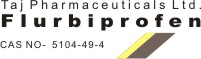 Taj Pharmaceuticals Ltd.
Flurbiprofen
CAS NO- 5104-49-4